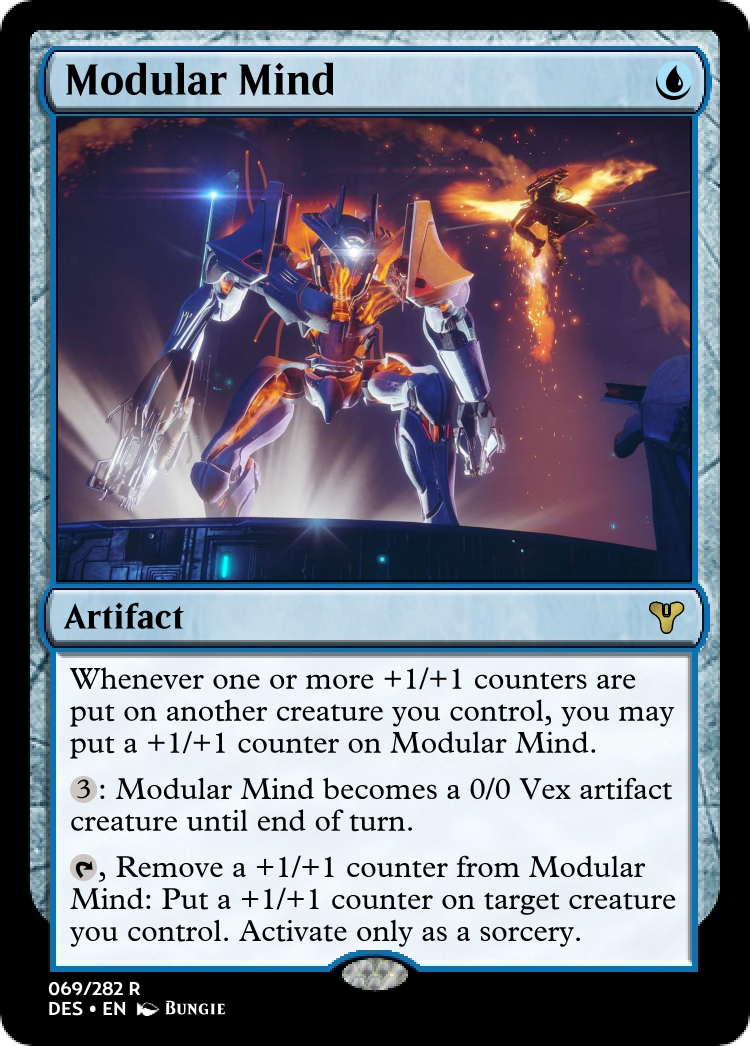 Modular Mind
Artifact
Whenever one or more +1/+1 counters are
put on another creature you control, you may
put a +1/+1 counter on Modular Mind.
3: Modular Mind becomes a 0/0 Vex artifact
creature until end of turn.
, Remove a +1/+1 counter from Modular
Mind: Put a +1/+1 counter on target creature
you control. Activate only as a sorcery.
069/282 R
DES • EN Bungie